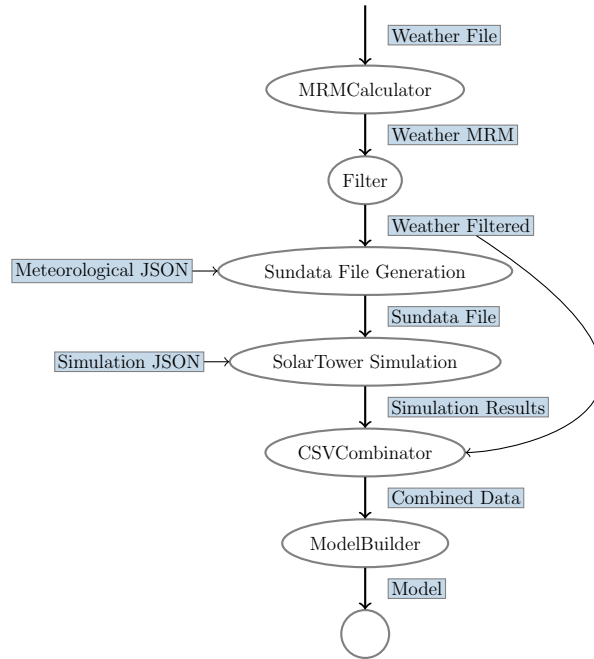 Weather File
MRMCalculator
Weather MRM
Filter
Weather Filtered
Meteorological JSON
Sundata File Generation
Sundata File
Simulation JSON
SolarTower Simulation
Simulation Results
CSVCombinator
Combined Data
ModelBuilder
Model